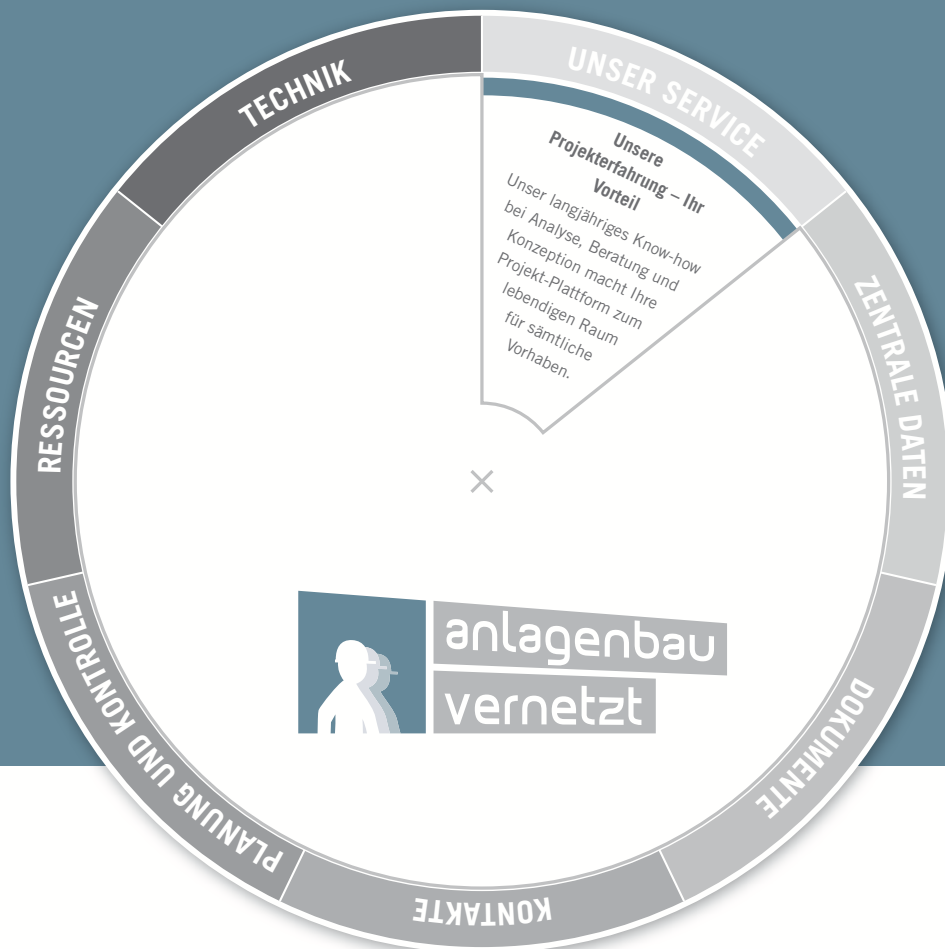 UNSER SERVICE
Unsere
Projekterfahrung – Ihr
Vorteil
Unser langjähriges Know-how
bei Analyse, Beratung und
Konzeption macht Ihre
Projekt-Plattform zum
lebendigen Raum
für sämtliche
Vorhaben.
ZENTRALE DATEN
DOKUMENTE
KONTAKTE
PLANUNG UND KONTROLLE
RESSOURCEN
TECHNIK
anlagenbau
vernetzt